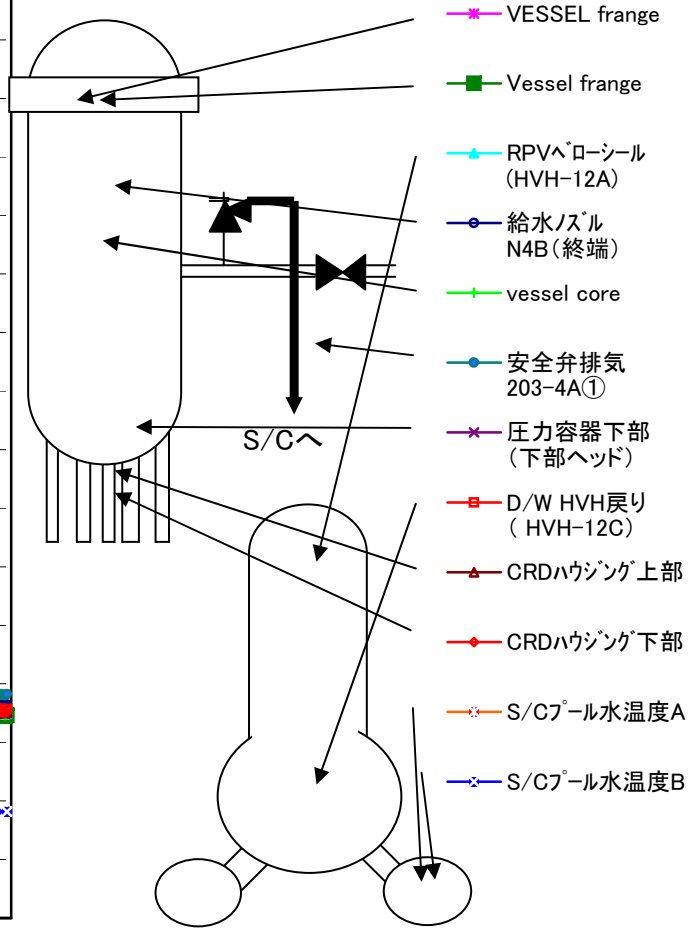 VESSEL frange
Vessel frange
RPVﾍﾞﾛｰｼｰﾙ
(HVH-12A)
給水ﾉｽﾞﾙ
N4B(終端)
vessel core
安全弁排気
203-4A①
圧力容器下部
(下部ヘッド)
D/W HVH戻り
( HVH-12C)
CRDﾊｳｼﾞﾝｸﾞ上部
CRDﾊｳｼﾞﾝｸﾞ下部
S/Cﾌﾟｰﾙ水温度A
S/Cﾌﾟｰﾙ水温度B
S/Cへ